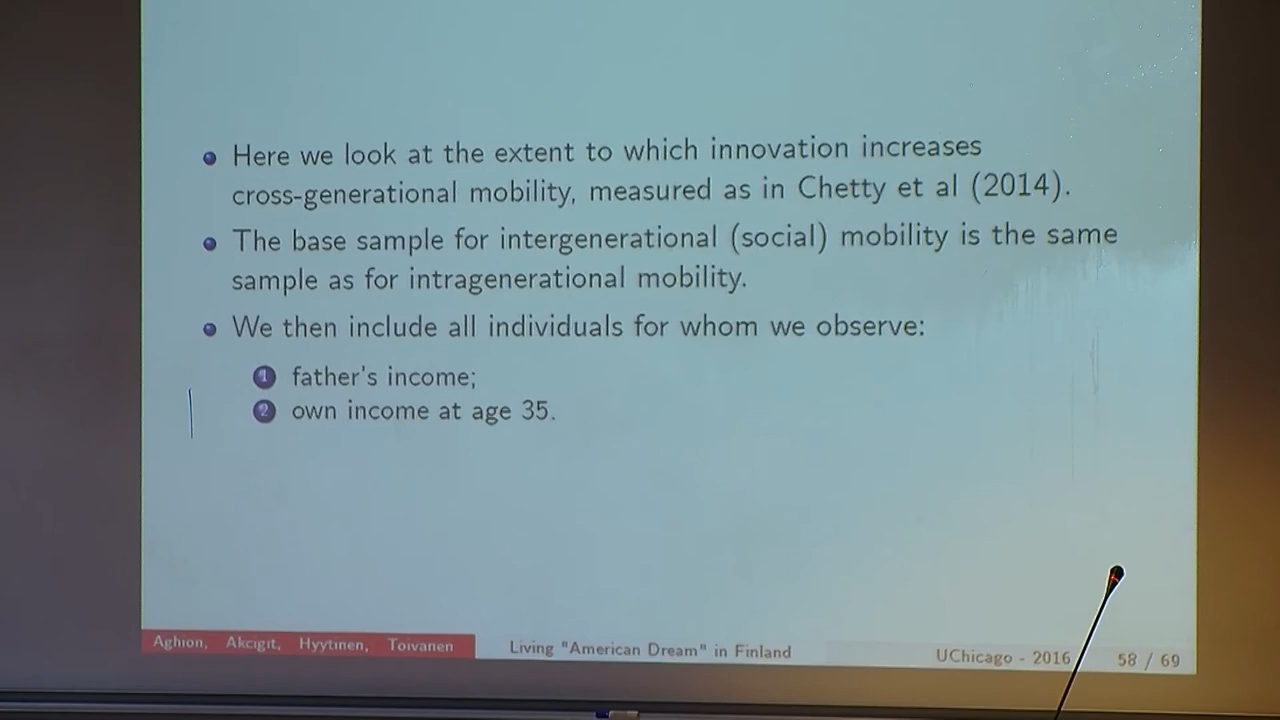 Here we look at the extent to which innovation increases
cross-generational mobility, measured as in Chetty et al (2014).
The base sample for intergenerational (social) mobility is the same
sample as for intragenerational mobility.
We then include all individuals for whom we observe:
1 father's income;
2 own income at age 35.
Aghion, Akcigit, Hyytinen, Toivanen Living "American Dream" in Finland UChicago - 2016 58 / 69